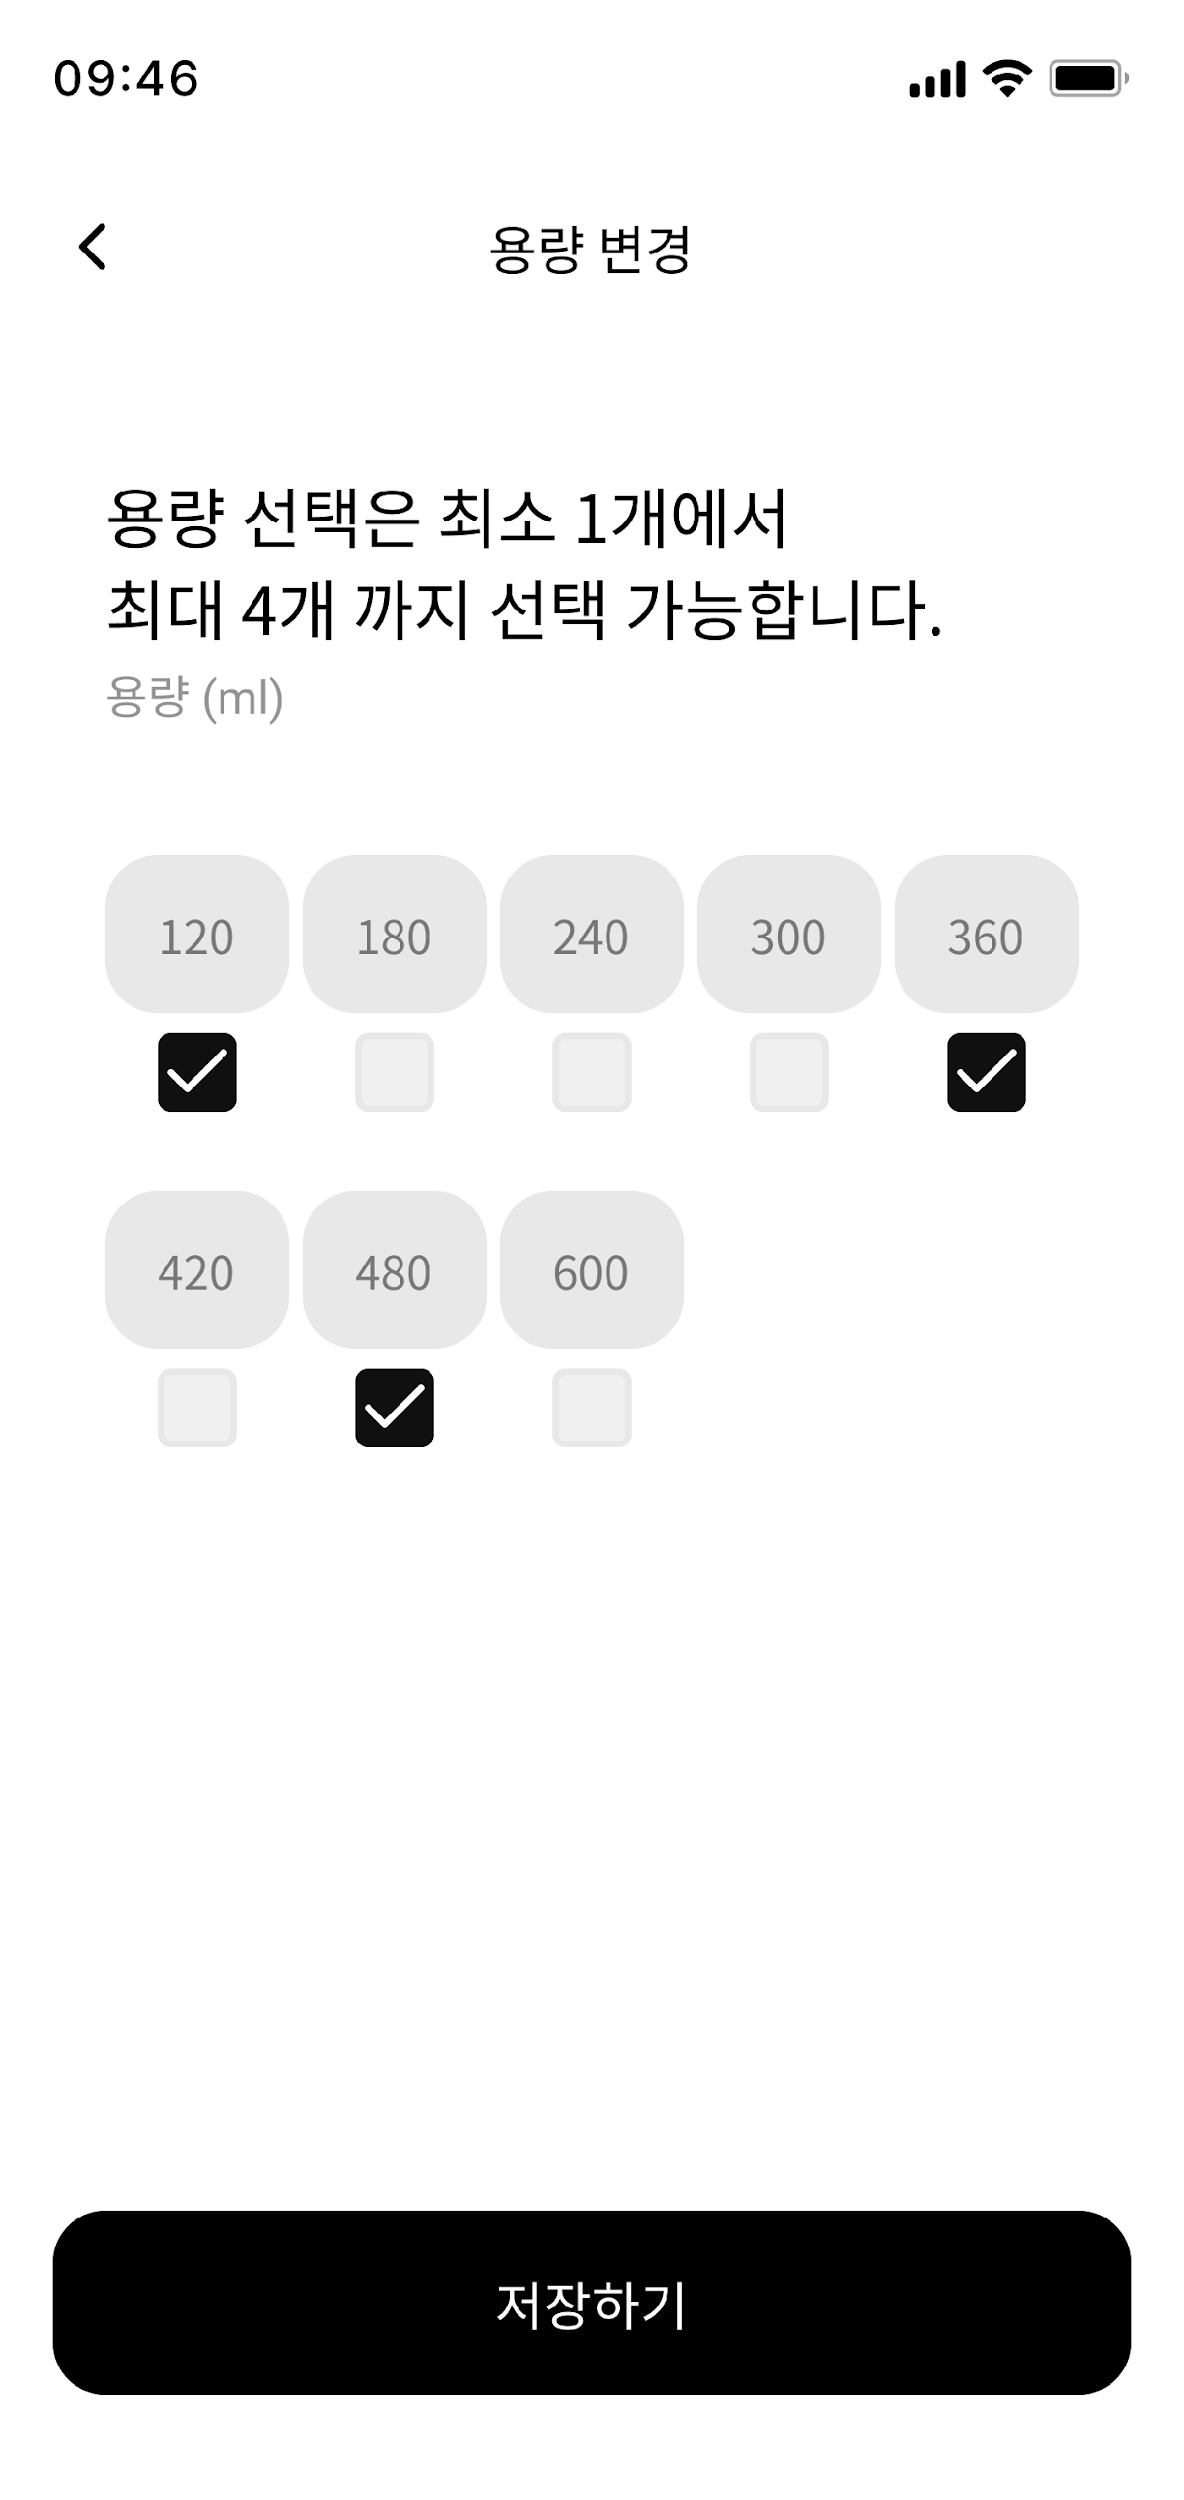 09:46
용량 변경
용량 선택은 최소 1개에서
최대 4개 까지 선택 가능합니다.
용량 (ml)
120 180 240 300 360
420 480 600
저장하기